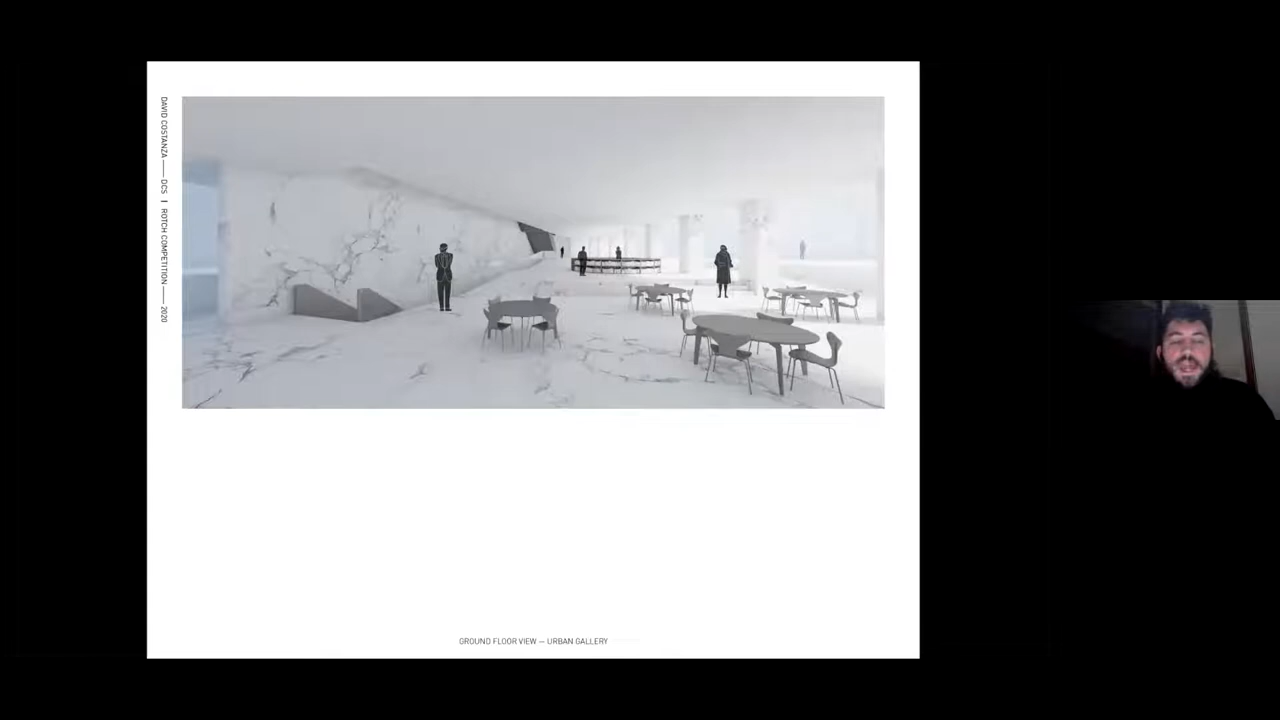 DAVID COSTANZA — DCS | ROTCH COMPETITION — 2020
GROUND FLOOR VIEW — URBAN GALLERY